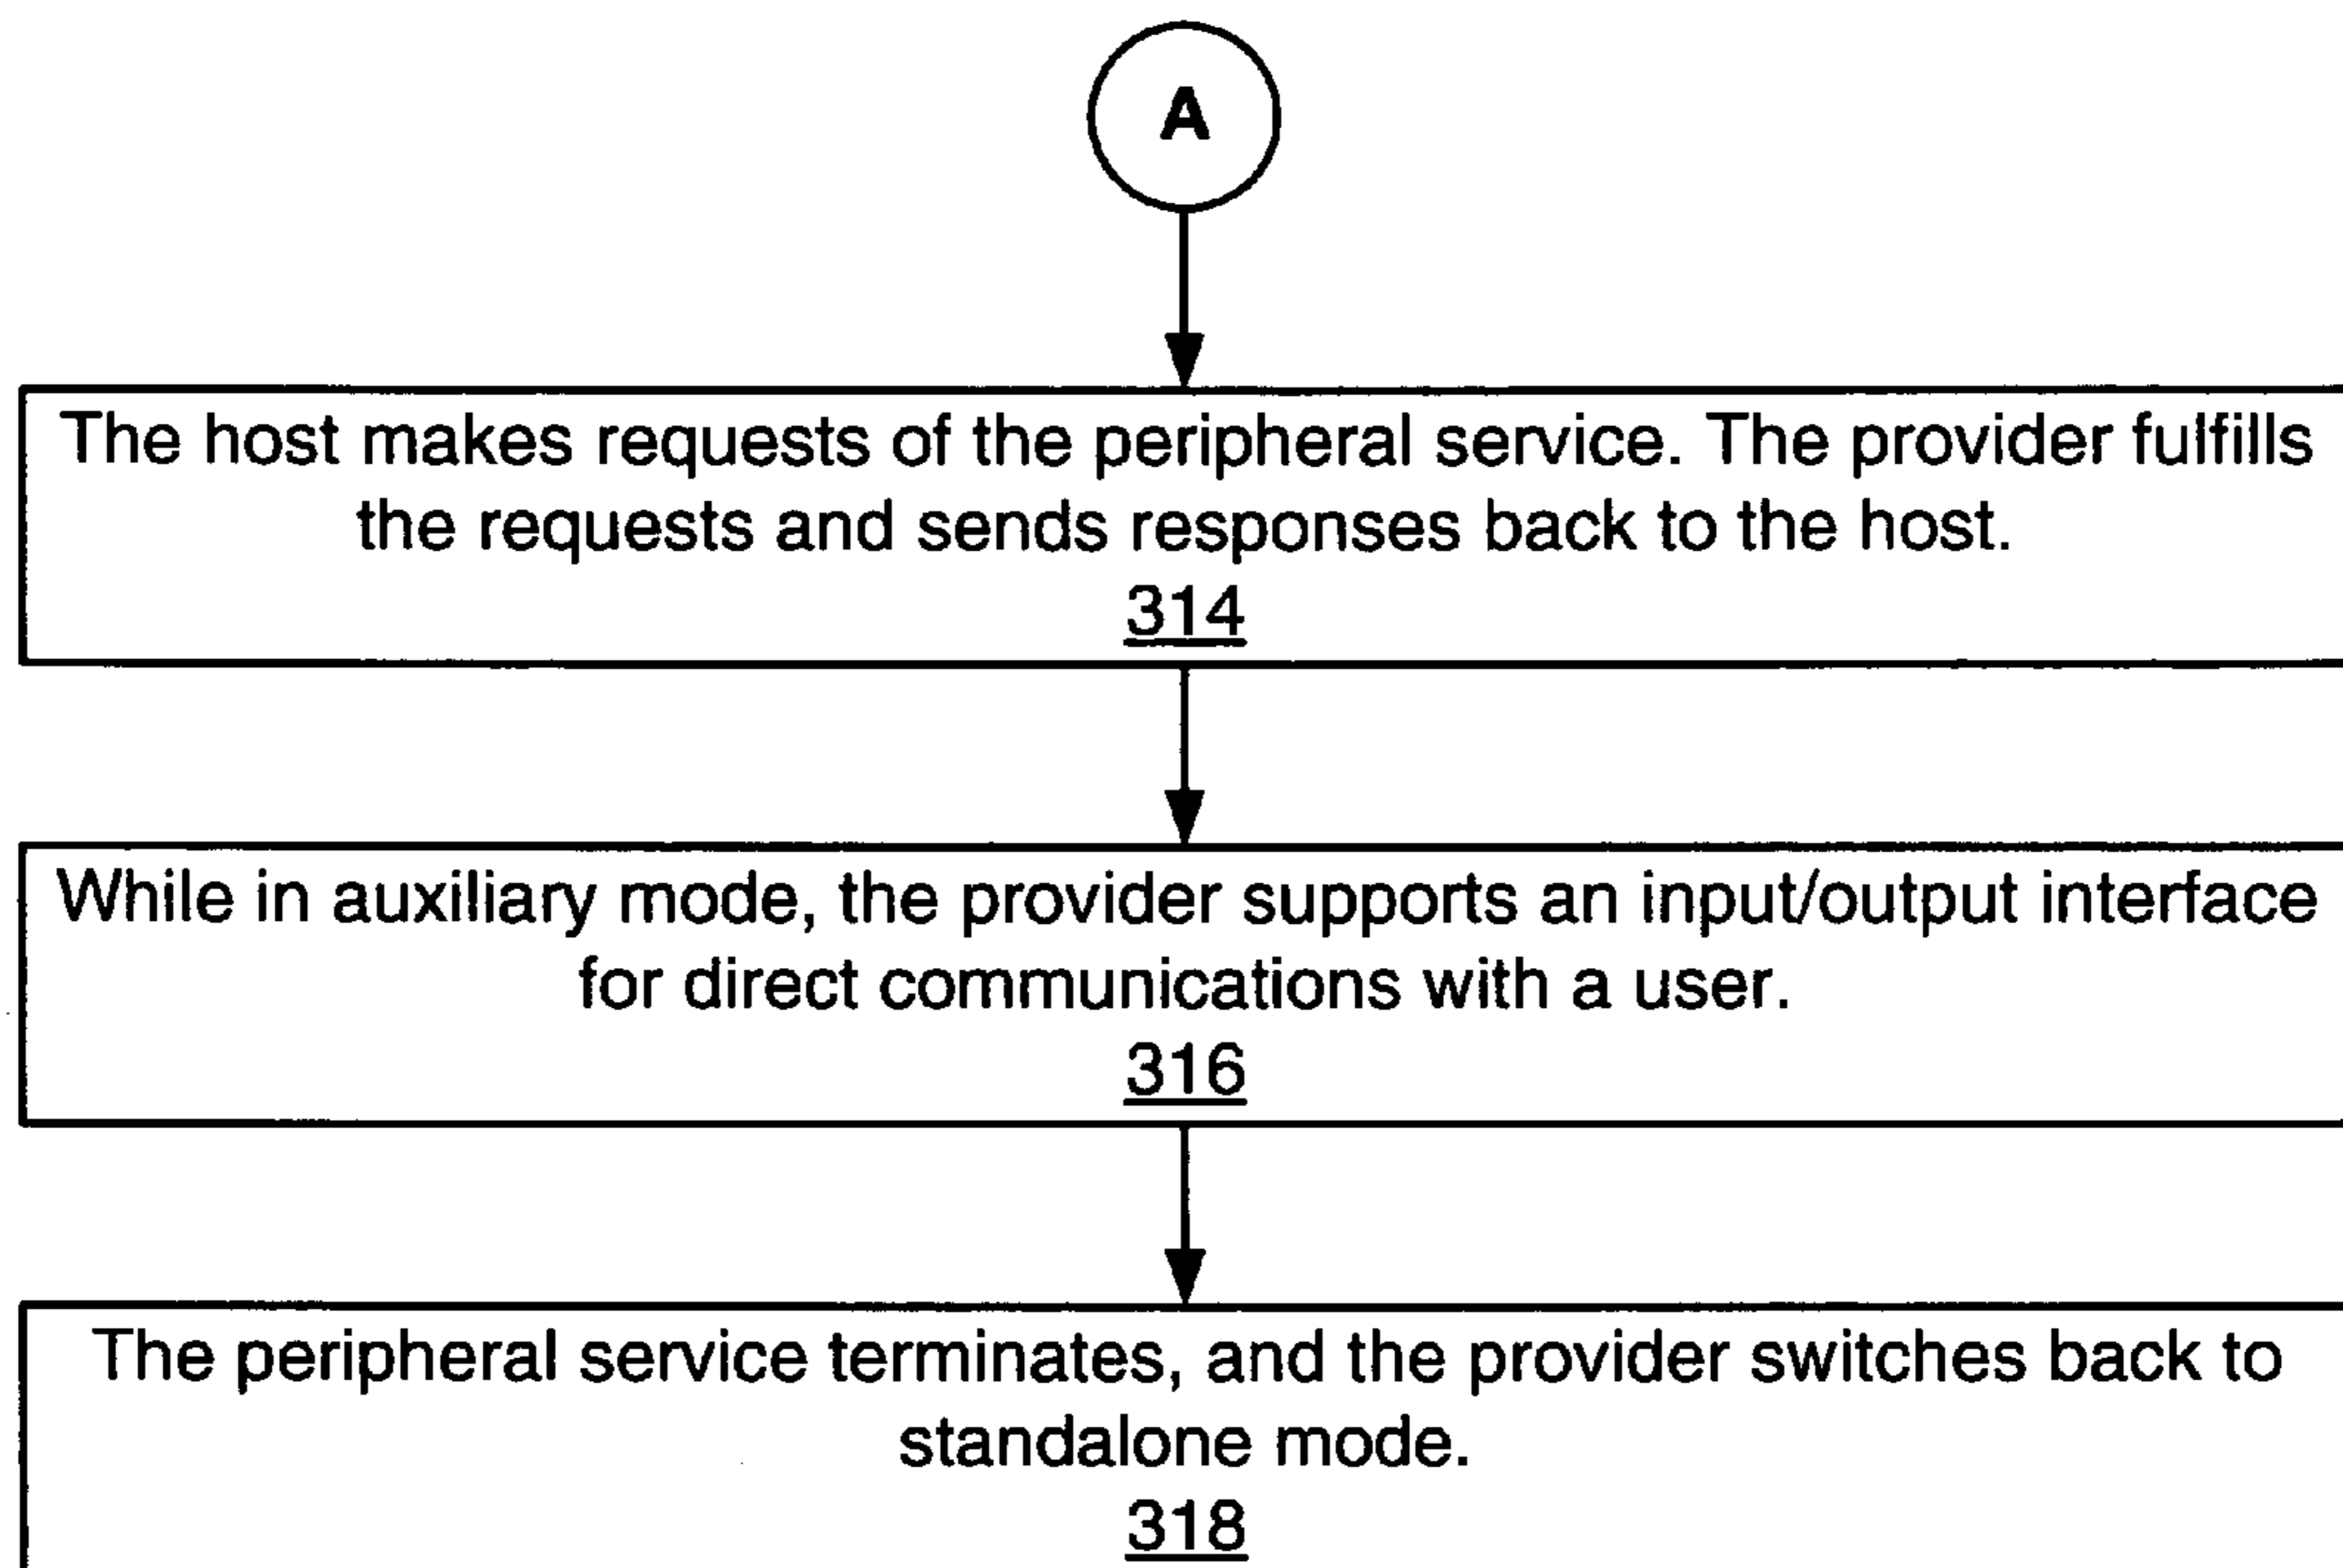 A
The host makes requests of the peripheral service. The provider fulfills
the requests and sends responses back to the host.
314
While in auxiliary mode, the provider supports an input/output interface
for direct communications with a user.
316
The peripheral service terminates, and the provider switches back to
standalone mode.
318